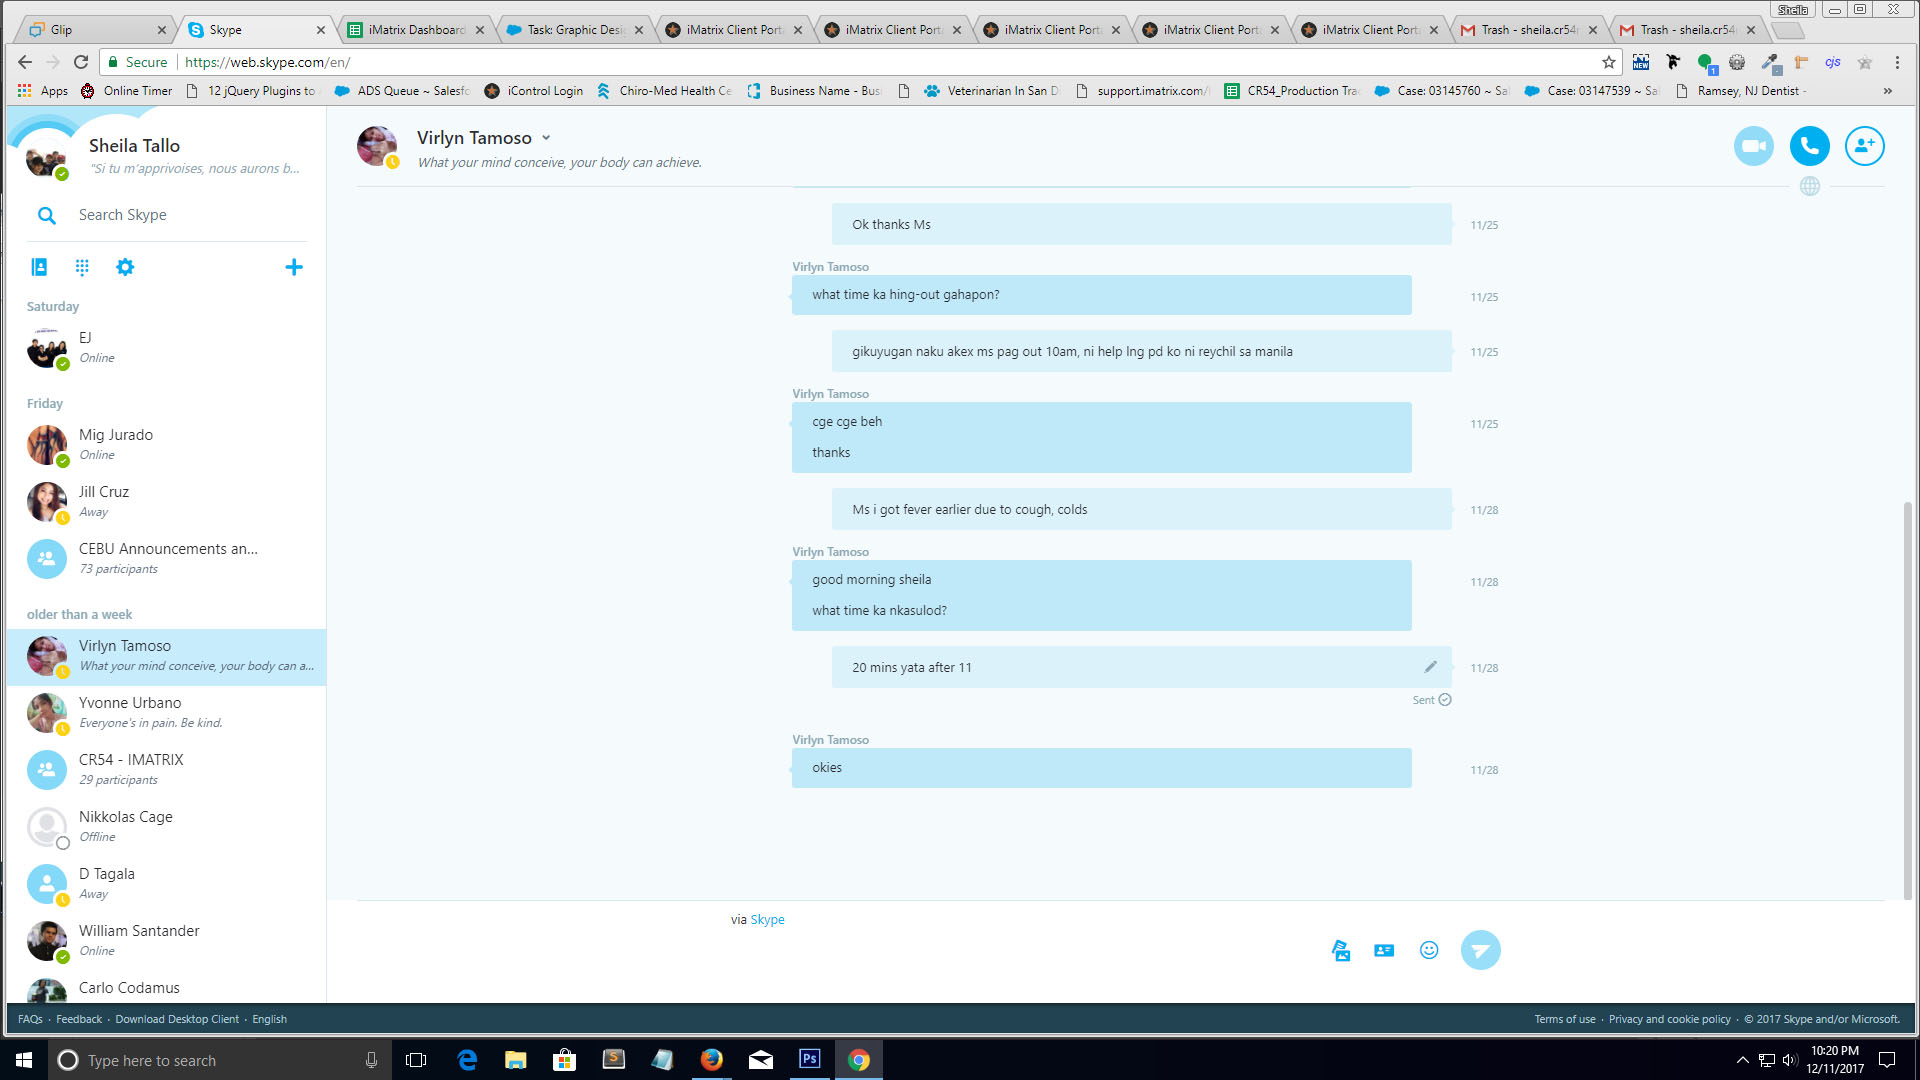 Sheila
Glip
Skype
iMatrix Dashboard
Task: Graphic Desi
iMatrix Client Port
iMatrix Client Port
iMatrix Client Port
iMatrix Client Port
iMatrix Client Port
Trash - sheila.cr54
Trash - sheila.cr54
Secure
https://web.skype.com/en/
NEW
1
cjs
Apps
Online Timer
12 jQuery Plugins to
ADS Queue ~ Salesfo
iControl Login
Chiro-Med Health Ce
Business Name - Bus
Veterinarian In San D
support.imatrix.com/
CR54_Production Tra
Case: 03145760 ~ Sa
Case: 03147539 ~ Sa
Ramsey, NJ Dentist -
»
Sheila Tallo
"Si tu m'apprivoises, nous aurons b...
Search Skype
Saturday
EJ
Online
Friday
Mig Jurado
Online
Jill Cruz
Away
CEBU Announcements an...
73 participants
older than a week
Virlyn Tamoso
What your mind conceive, your body can a...
Yvonne Urbano
Everyone's in pain. Be kind.
CR54 - IMATRIX
29 participants
Nikkolas Cage
Offline
D Tagala
Away
William Santander
Online
Carlo Codamus
Virlyn Tamoso
What your mind conceive, your body can achieve.
Ok thanks Ms
11/25
Virlyn Tamoso
what time ka hing-out gahapon?
11/25
gikuyugan naku akex ms pag out 10am, ni help lng pd ko ni reychil sa manila
11/25
Virlyn Tamoso
cge cge beh
11/25
thanks
Ms i got fever earlier due to cough, colds
11/28
Virlyn Tamoso
good morning sheila
11/28
what time ka nkasulod?
20 mins yata after 11
11/28
Sent
Virlyn Tamoso
okies
11/28
via Skype
FAQs · Feedback · Download Desktop Client · English
Terms of use · Privacy and cookie policy · © 2017 Skype and/or Microsoft.
Type here to search
Ps
10:20 PM
12/11/2017